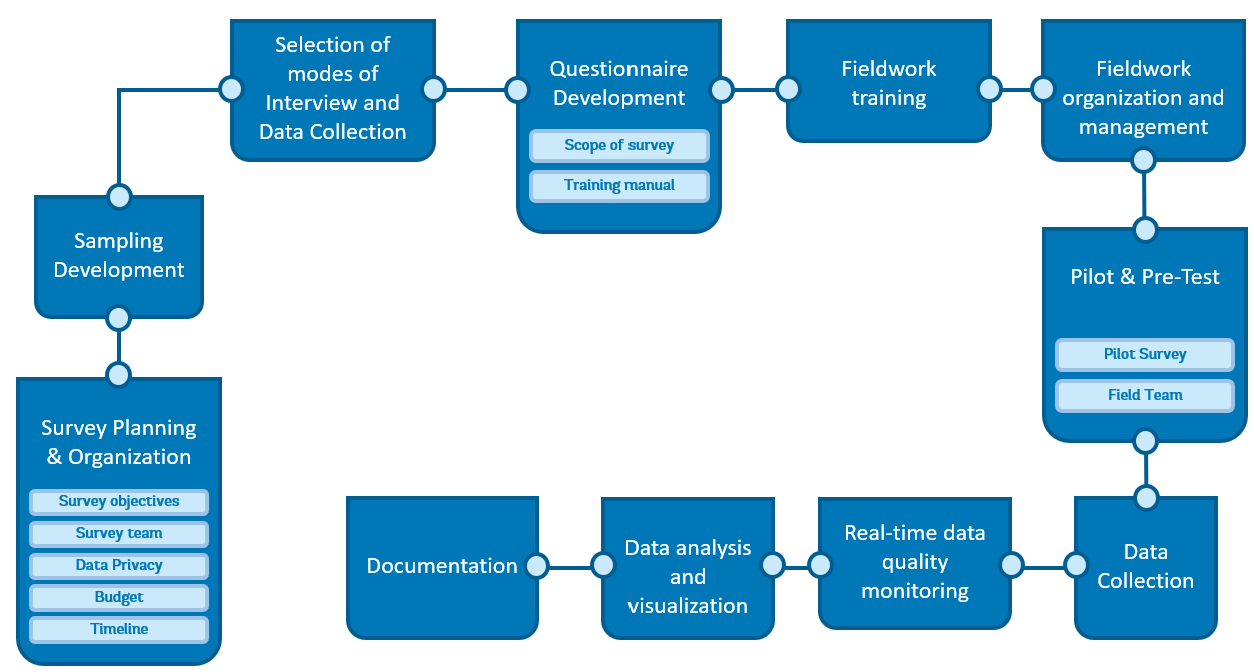 Selection of
modes of
Interview and
Data Collection
Questionnaire
Development
Scope of survey
Training manual
Fieldwork
training
Fieldwork
organization and
management
Sampling
Development
Pilot & Pre-Test
Pilot Survey
Field Team
Survey Planning
& Organization
Survey objectives
Survey team
Data Privacy
Budget
Timeline
Documentation
Data analysis
and
visualization
Real-time data
quality
monitoring
Data
Collection